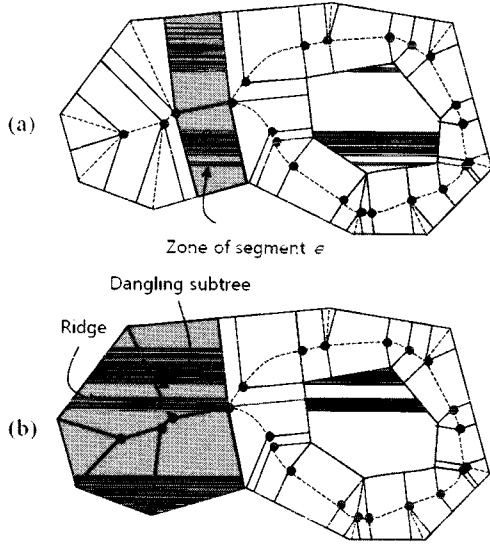 (a)
Zone of segment e
Dangling subtree
Ridge
(b)